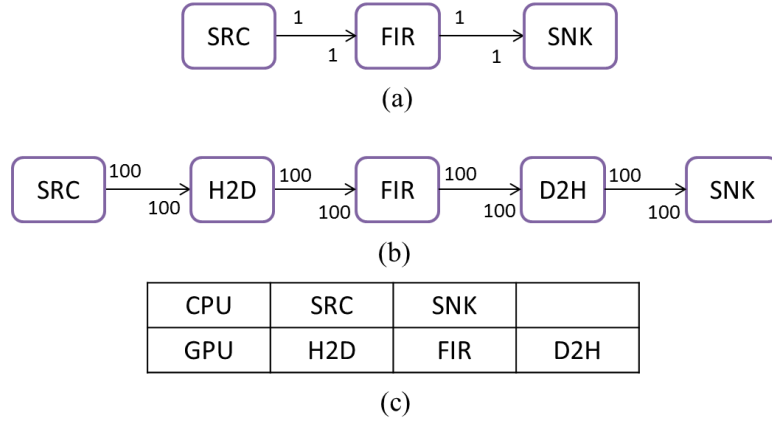 SRC 1 1 FIR 1 1 SNK
(a)
SRC 100 100 H2D 100 100 FIR 100 100 D2H 100 100 SNK
(b)
CPU SRC SNK
GPU H2D FIR D2H
(c)